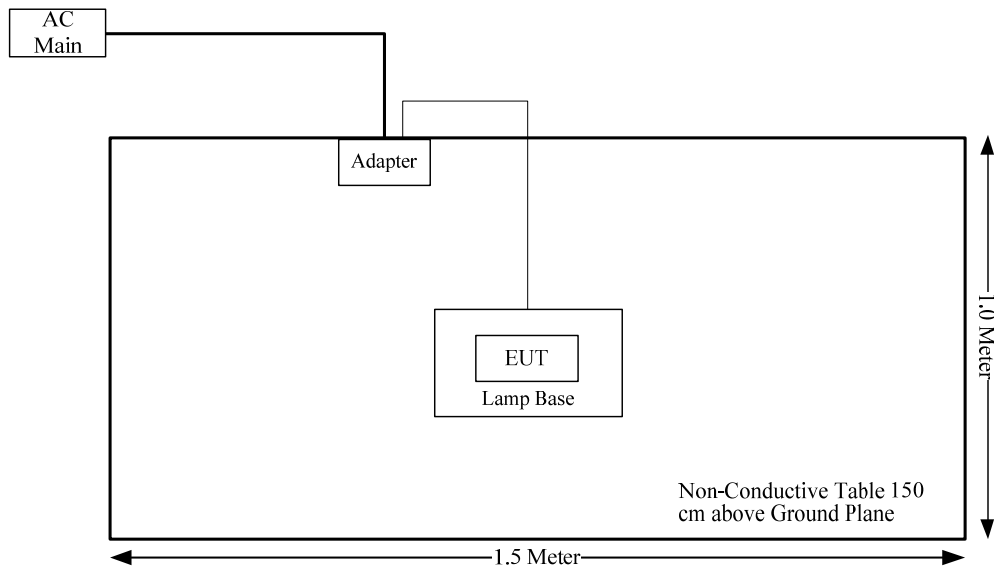 AC
Main
Adapter
EUT
Lamp Base
1.0 Meter
Non-Conductive Table 150
cm above Ground Plane
1.5 Meter